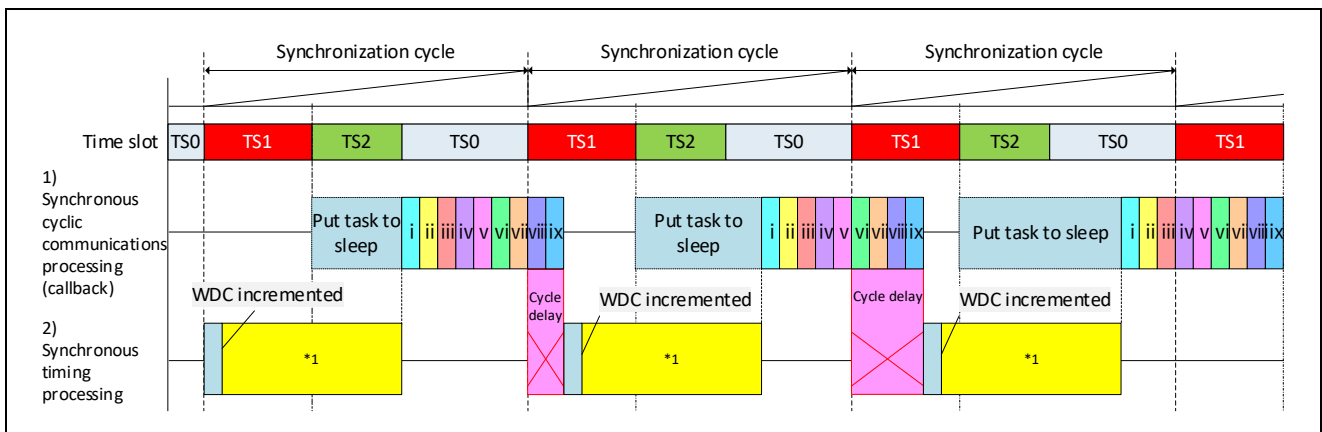 Synchronization cycle Synchronization cycle Synchronization cycle
Time slot TS0 TS1 TS2 TS0 TS1 TS2 TS0 TS1 TS2 TS0 TS1
1)
Synchronous
cyclic
communications
processing
(callback)
Put task to
sleep
i ii iii iv v vi vii viii ix
Put task to
sleep
i ii iii iv v vi vii viii ix
Put task to sleep
i ii iii iv v vi vii viii ix
WDC incremented
Cycle
delay
WDC incremented
Cycle delay
WDC incremented
2)
Synchronous
timing
processing
*1 *1 *1